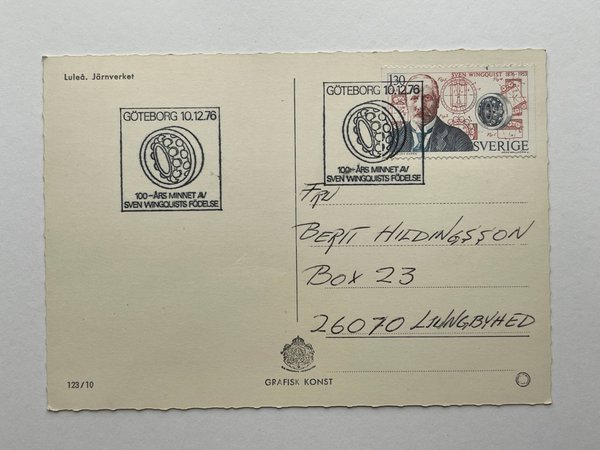 Luleå. Järnverket
GÖTEBORG 10.12.76
100-ÅRS MINNET AV
SVEN WINGQUISTS FÖDELSE
GÖTEBORG 10.12.76
100-ÅRS MINNET AV
SVEN WINGQUISTS FÖDELSE
130
SVEN WINGQUIST 1876-1953
SVERIGE
FRU
BERIT HILDINGSSON
BOX 23
26070 LJUNGBYHED
GRAFISK KONST
123/10